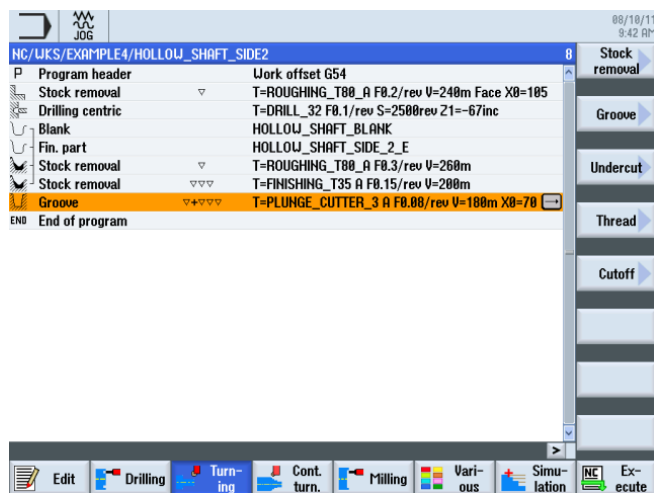 JOG
08/10/11
9:42 AM
NC/WKS/EXAMPLE4/HOLLOW_SHAFT_SIDE2 8
P Program header Work offset G54
Stock removal ▽ T=ROUGHING_T80_A F0.2/rev V=240m Face X0=105
Drilling centric T=DRILL_32 F0.1/rev S=2500rev Z1=-67inc
Blank HOLLOW_SHAFT_BLANK
Fin. part HOLLOW_SHAFT_SIDE_2_E
Stock removal ▽ T=ROUGHING_T80_A F0.3/rev V=260m
Stock removal ▽▽▽ T=FINISHING_T35 A F0.15/rev V=200m
Groove ▽+▽▽▽ T=PLUNGE_CUTTER_3 A F0.08/rev V=180m X0=70
END End of program
Stock
removal
Groove
Undercut
Thread
Cutoff
Edit
Drilling
Turn-
ing
Cont.
turn.
Milling
Vari-
ous
Simu-
lation
NC Ex-
ecute